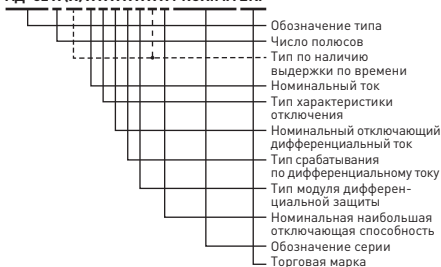 Обозначение типа
Число полюсов
Тип по наличию
выдержки по времени
Номинальный ток
Тип характеристики
отключения
Номинальный отключающий
дифференциальный ток
Тип срабатывания
по дифференциальному току
Тип модуля дифферен-
циальной защиты
Номинальная наибольшая
отключающая способность
Обозначение серии
Торговая марка